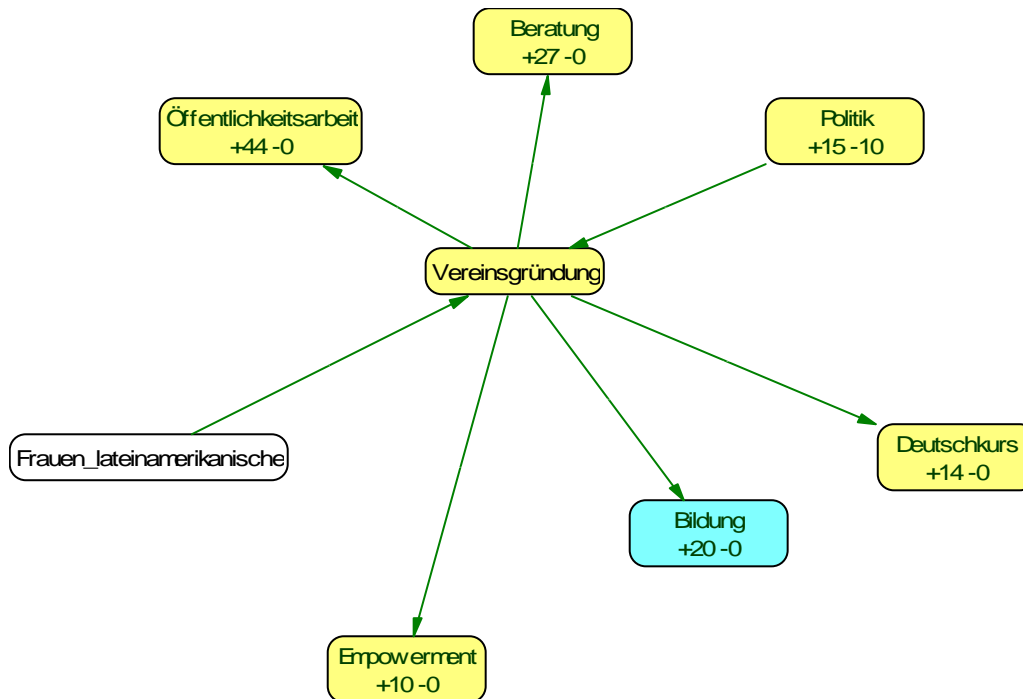 Beratung
+27 -0
Öffentlichkeitsarbeit
+44 -0
Politik
+15 -10
Vereinsgründung
Frauen_lateinamerikanische
Deutschkurs
+14 -0
Bildung
+20 -0
Empowerment
+10 -0